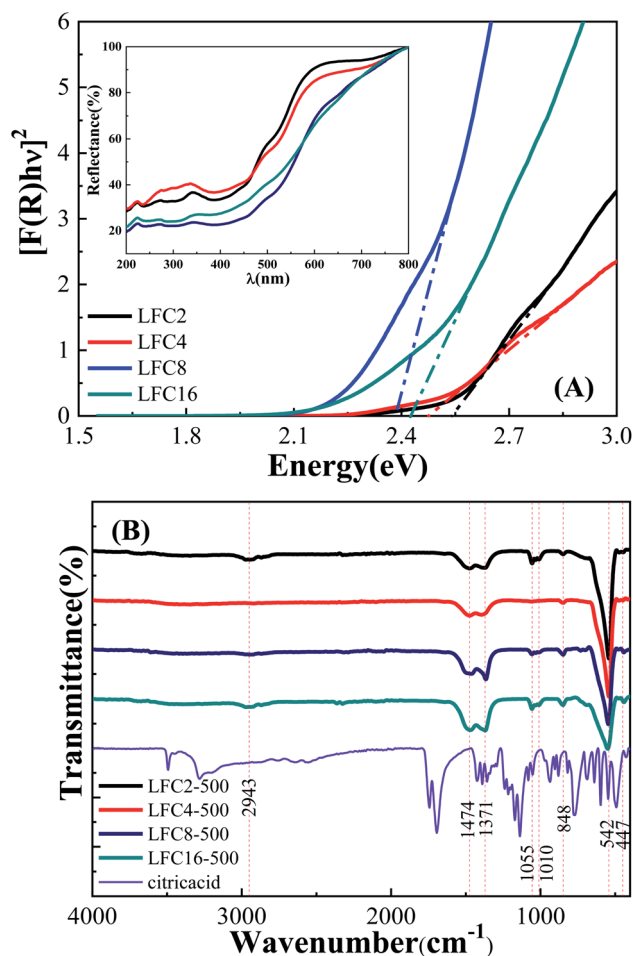 6
5
4
3
2
1
0
[F(R)hν]²
1.5 1.8 2.1 2.4 2.7 3.0
Energy(eV)
100
80
60
40
20
Reflectance(%)
200 300 400 500 600 700 800
λ(nm)
LFC2
LFC4
LFC8
LFC16
(A)
(B)
Transmittance(%)
LFC2-500
LFC4-500
LFC8-500
LFC16-500
citricacid
2943
1474
1371
1055
1010
848
542
447
4000 3000 2000 1000
Wavenumber(cm⁻¹)